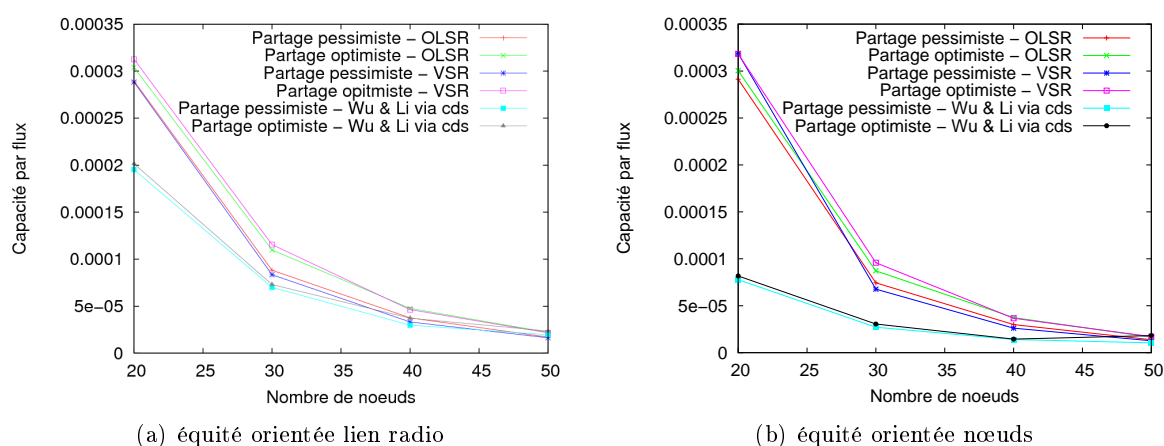 0.00035
0.0003
0.00025
0.0002
0.00015
0.0001
5e−05
0
Capacité par flux
Partage pessimiste − OLSR
Partage optimiste − OLSR
Partage pessimiste − VSR
Partage opitmiste − VSR
Partage pessimiste − Wu & Li via cds
Partage optimiste − Wu & Li via cds
20 25 30 35 40 45 50
Nombre de noeuds
(a) équité orientée lien radio
0.00035
0.0003
0.00025
0.0002
0.00015
0.0001
5e−05
0
Capacité par flux
Partage pessimiste − OLSR
Partage optimiste − OLSR
Partage pessimiste − VSR
Partage optimiste − VSR
Partage pessimiste − Wu & Li via cds
Partage optimiste − Wu & Li via cds
20 25 30 35 40 45 50
Nombre de noeuds
(b) équité orientée nœuds